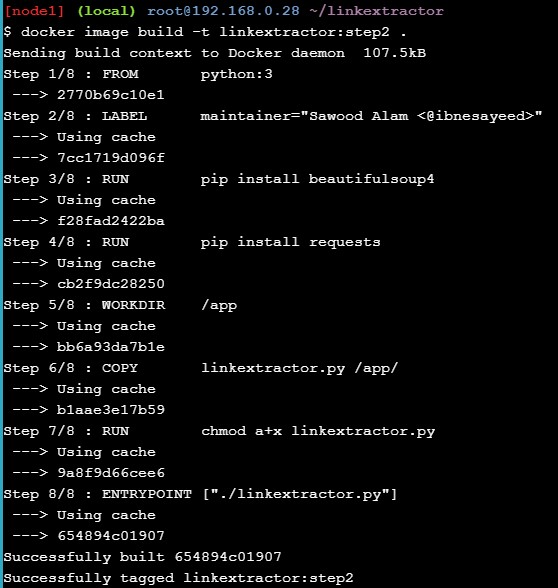 [node1] (local) root@192.168.0.28 ~/linkextractor
$ docker image build -t linkextractor:step2 .
Sending build context to Docker daemon  107.5kB
Step 1/8 : FROM       python:3
 ---> 2770b69c10e1
Step 2/8 : LABEL      maintainer="Sawood Alam <@ibnesayeed>"
 ---> Using cache
 ---> 7cc1719d096f
Step 3/8 : RUN        pip install beautifulsoup4
 ---> Using cache
 ---> f28fad2422ba
Step 4/8 : RUN        pip install requests
 ---> Using cache
 ---> cb2f9dc28250
Step 5/8 : WORKDIR    /app
 ---> Using cache
 ---> bb6a93da7b1e
Step 6/8 : COPY       linkextractor.py /app/
 ---> Using cache
 ---> b1aae3e17b59
Step 7/8 : RUN        chmod a+x linkextractor.py
 ---> Using cache
 ---> 9a8f9d66cee6
Step 8/8 : ENTRYPOINT ["./linkextractor.py"]
 ---> Using cache
 ---> 654894c01907
Successfully built 654894c01907
Successfully tagged linkextractor:step2